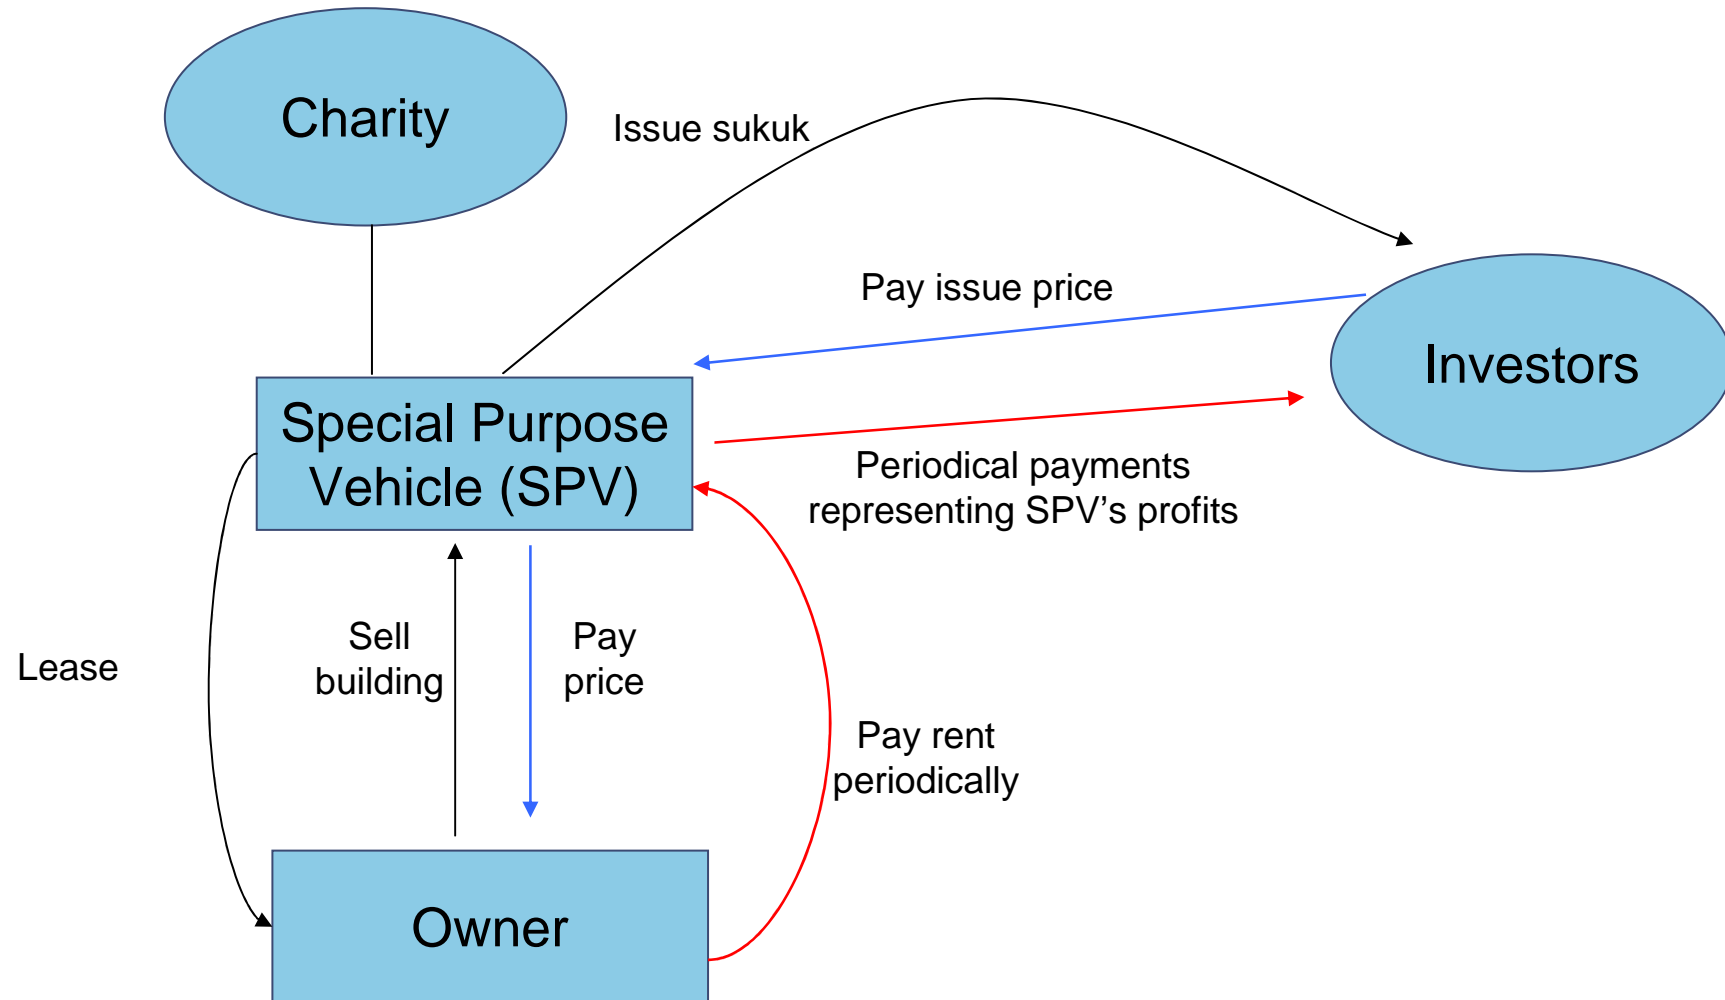 Charity
Issue sukuk
Pay issue price
Investors
Special Purpose
Vehicle (SPV)
Periodical payments
representing SPV’s profits
Lease
Sell
building
Pay
price
Pay rent
periodically
Owner